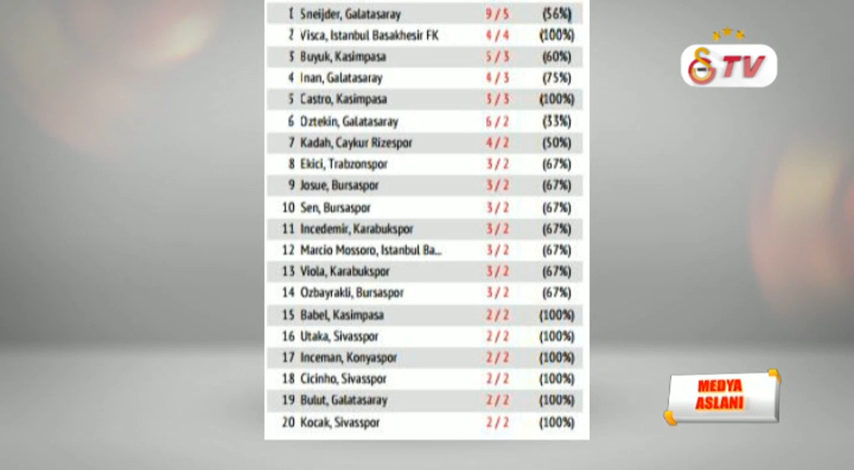 1 Sneijder, Galatasaray 9 / 5 (56%)
2 Visca, Istanbul Basakhesir FK 4 / 4 (100%)
3 Buyuk, Kasimpasa 5 / 3 (60%)
4 Inan, Galatasaray 4 / 3 (75%)
5 Castro, Kasimpasa 3 / 3 (100%)
6 Oztekin, Galatasaray 6 / 2 (33%)
7 Kadah, Caykur Rizespor 4 / 2 (50%)
8 Ekici, Trabzonspor 3 / 2 (67%)
9 Josue, Bursaspor 3 / 2 (67%)
10 Sen, Bursaspor 3 / 2 (67%)
11 Incedemir, Karabukspor 3 / 2 (67%)
12 Marcio Mossoro, Istanbul Ba... 3 / 2 (67%)
13 Viola, Karabukspor 3 / 2 (67%)
14 Ozbayrakli, Bursaspor 3 / 2 (67%)
15 Babel, Kasimpasa 2 / 2 (100%)
16 Utaka, Sivasspor 2 / 2 (100%)
17 Inceman, Konyaspor 2 / 2 (100%)
18 Cicinho, Sivasspor 2 / 2 (100%)
19 Bulut, Galatasaray 2 / 2 (100%)
20 Kocak, Sivasspor 2 / 2 (100%)
GS TV
MEDYA
ASLANI